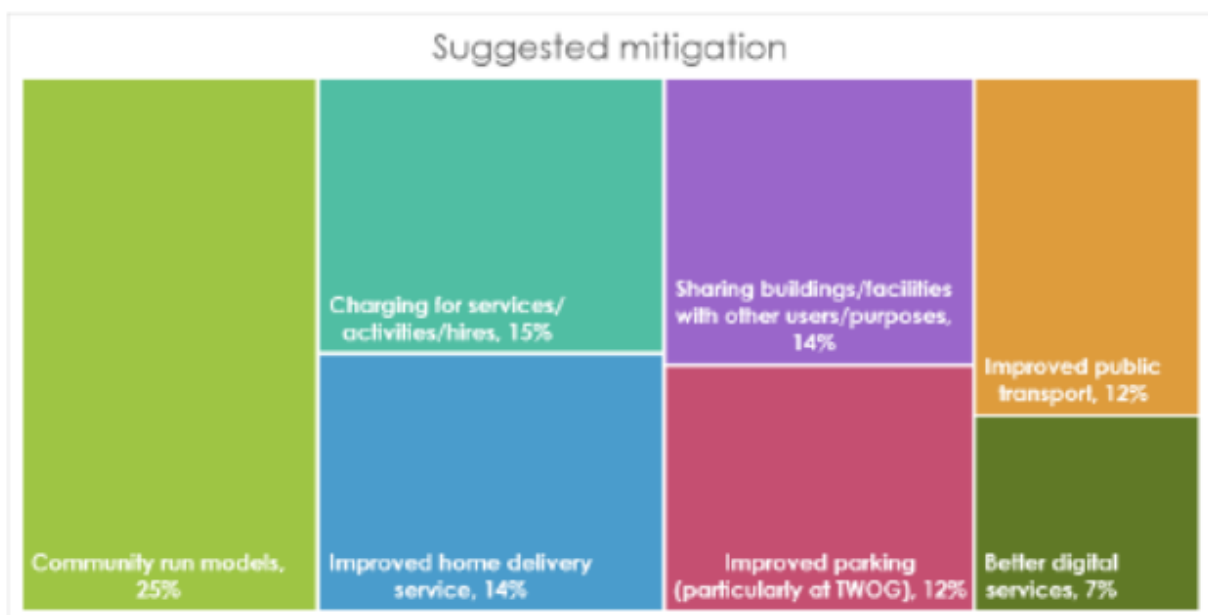 Suggested mitigation
Community run models,
25%
Charging for services/
activities/hires, 15%
Improved home delivery
service, 14%
Sharing buildings/facilities
with other users/purposes,
14%
Improved parking
(particularly at TWOG), 12%
Improved public
transport, 12%
Better digital
services, 7%